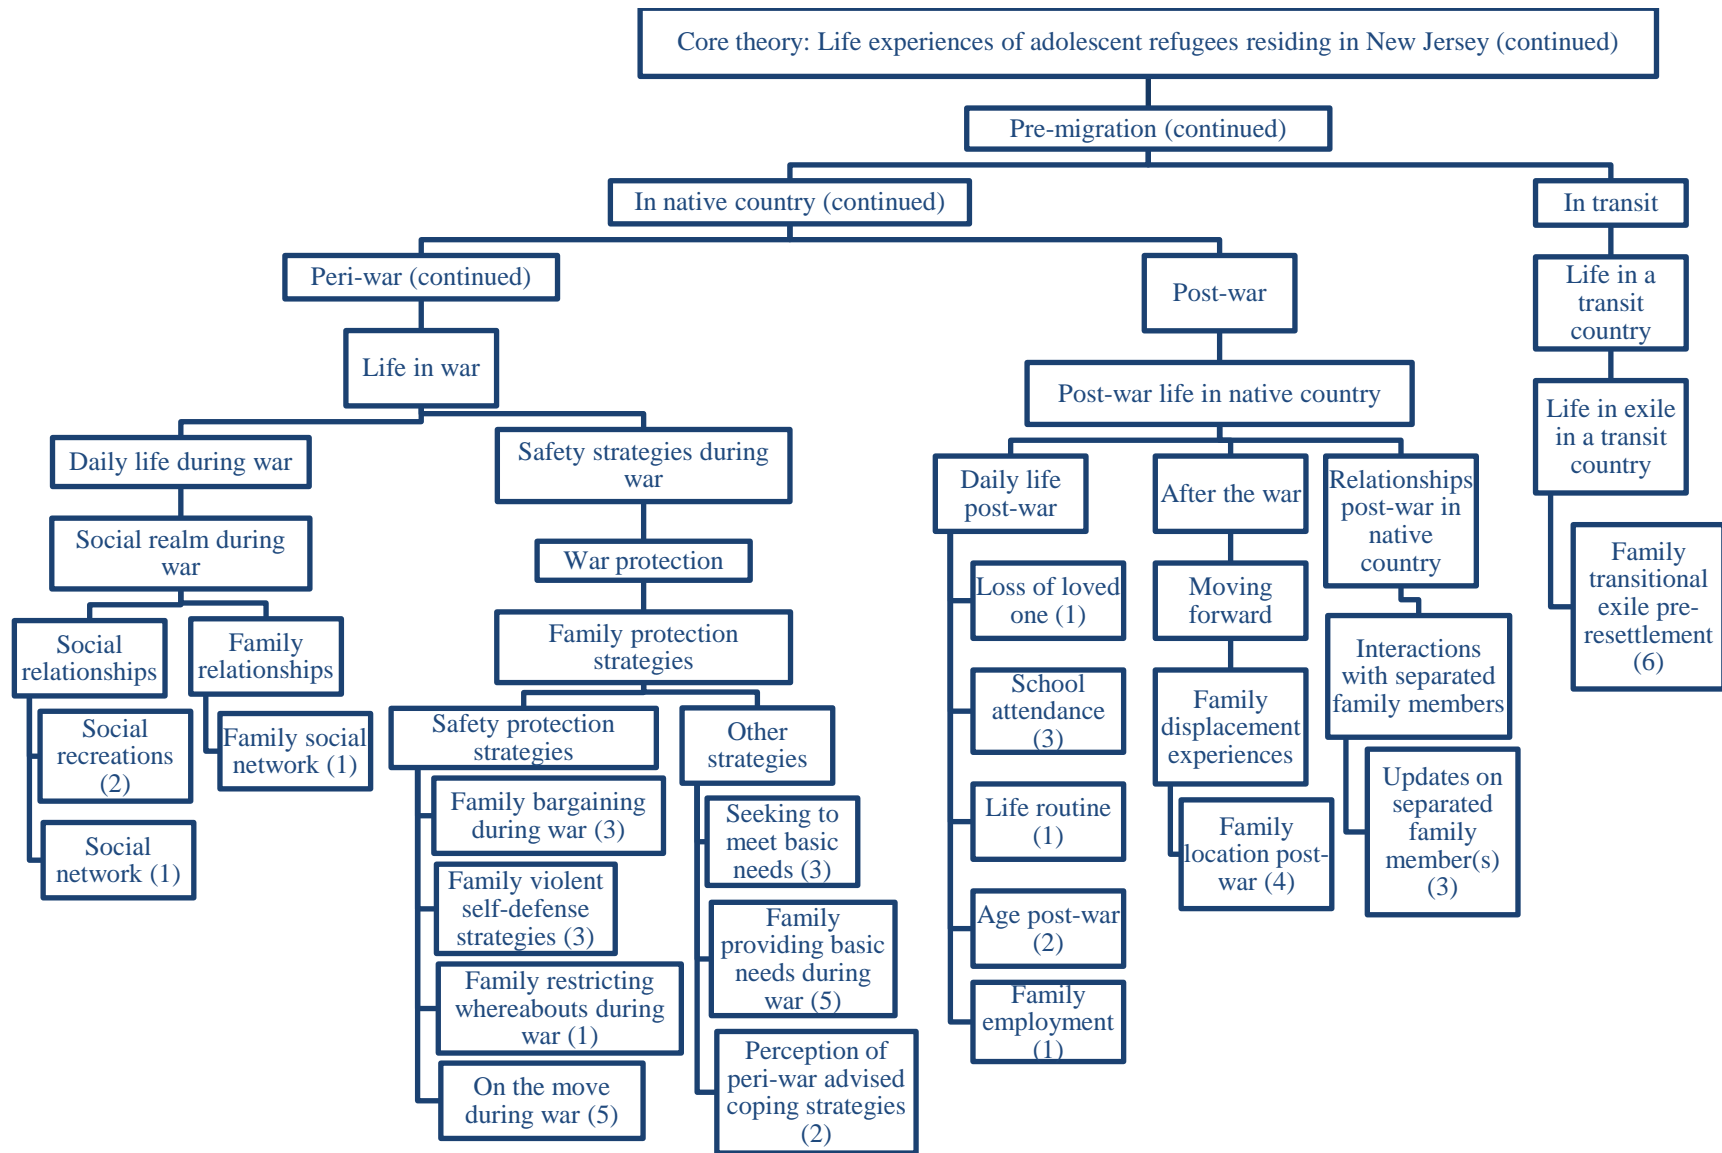 Core theory: Life experiences of adolescent refugees residing in New Jersey (continued)
Pre-migration (continued)
In native country (continued)
In transit
Peri-war (continued)
Post-war
Life in a
transit
country
Life in war
Post-war life in native country
Life in exile
in a transit
country
Daily life during war
Safety strategies during
war
Daily life
post-war
After the war
Relationships
post-war in
native
country
Family
transitional
exile pre-
resettlement
(6)
Social realm during
war
War protection
Social
relationships
Family
relationships
Family protection
strategies
Social
recreations
(2)
Social
network (1)
Family social
network (1)
Safety protection
strategies
Other
strategies
Family bargaining
during war (3)
Family violent
self-defense
strategies (3)
Family restricting
whereabouts during
war (1)
On the move
during war (5)
Seeking to
meet basic
needs (3)
Family
providing basic
needs during
war (5)
Perception of
peri-war advised
coping strategies
(2)
Loss of loved
one (1)
School
attendance
(3)
Life routine
(1)
Age post-war
(2)
Family
employment
(1)
Moving
forward
Family
displacement
experiences
Family
location post-
war (4)
Interactions
with separated
family members
Updates on
separated
family
member(s)
(3)